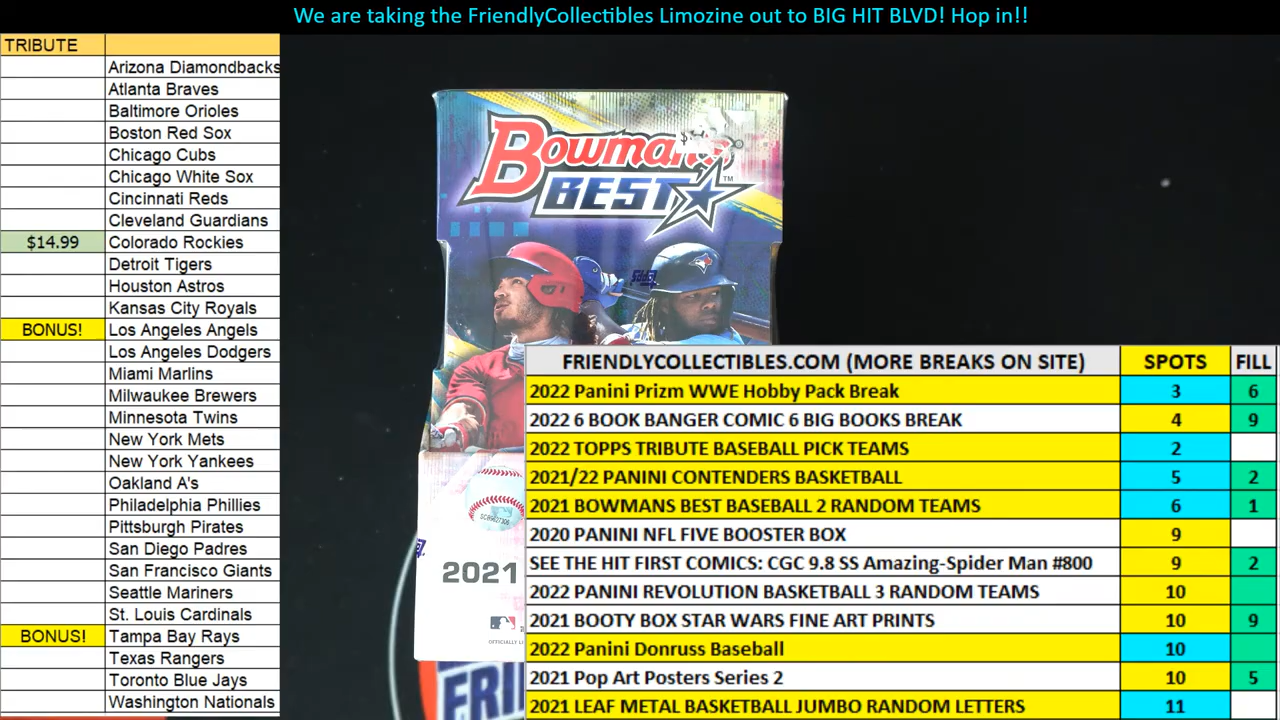 We are taking the FriendlyCollectibles Limozine out to BIG HIT BLVD! Hop in!!
TRIBUTE
Arizona Diamondbacks
Atlanta Braves
Baltimore Orioles
Boston Red Sox
Chicago Cubs
Chicago White Sox
Cincinnati Reds
Cleveland Guardians
$14.99 Colorado Rockies
Detroit Tigers
Houston Astros
Kansas City Royals
BONUS! Los Angeles Angels
Los Angeles Dodgers
Miami Marlins
Milwaukee Brewers
Minnesota Twins
New York Mets
New York Yankees
Oakland A's
Philadelphia Phillies
Pittsburgh Pirates
San Diego Padres
San Francisco Giants
Seattle Mariners
St. Louis Cardinals
BONUS! Tampa Bay Rays
Texas Rangers
Toronto Blue Jays
Washington Nationals
Bowman's
BEST ™
2021
FRIENDLYCOLLECTIBLES.COM (MORE BREAKS ON SITE) SPOTS FILL
2022 Panini Prizm WWE Hobby Pack Break 3 6
2022 6 BOOK BANGER COMIC 6 BIG BOOKS BREAK 4 9
2022 TOPPS TRIBUTE BASEBALL PICK TEAMS 2
2021/22 PANINI CONTENDERS BASKETBALL 5 2
2021 BOWMANS BEST BASEBALL 2 RANDOM TEAMS 6 1
2020 PANINI NFL FIVE BOOSTER BOX 9
SEE THE HIT FIRST COMICS: CGC 9.8 SS Amazing-Spider Man #800 9 2
2022 PANINI REVOLUTION BASKETBALL 3 RANDOM TEAMS 10
2021 BOOTY BOX STAR WARS FINE ART PRINTS 10 9
2022 Panini Donruss Baseball 10
2021 Pop Art Posters Series 2 10 5
2021 LEAF METAL BASKETBALL JUMBO RANDOM LETTERS 11